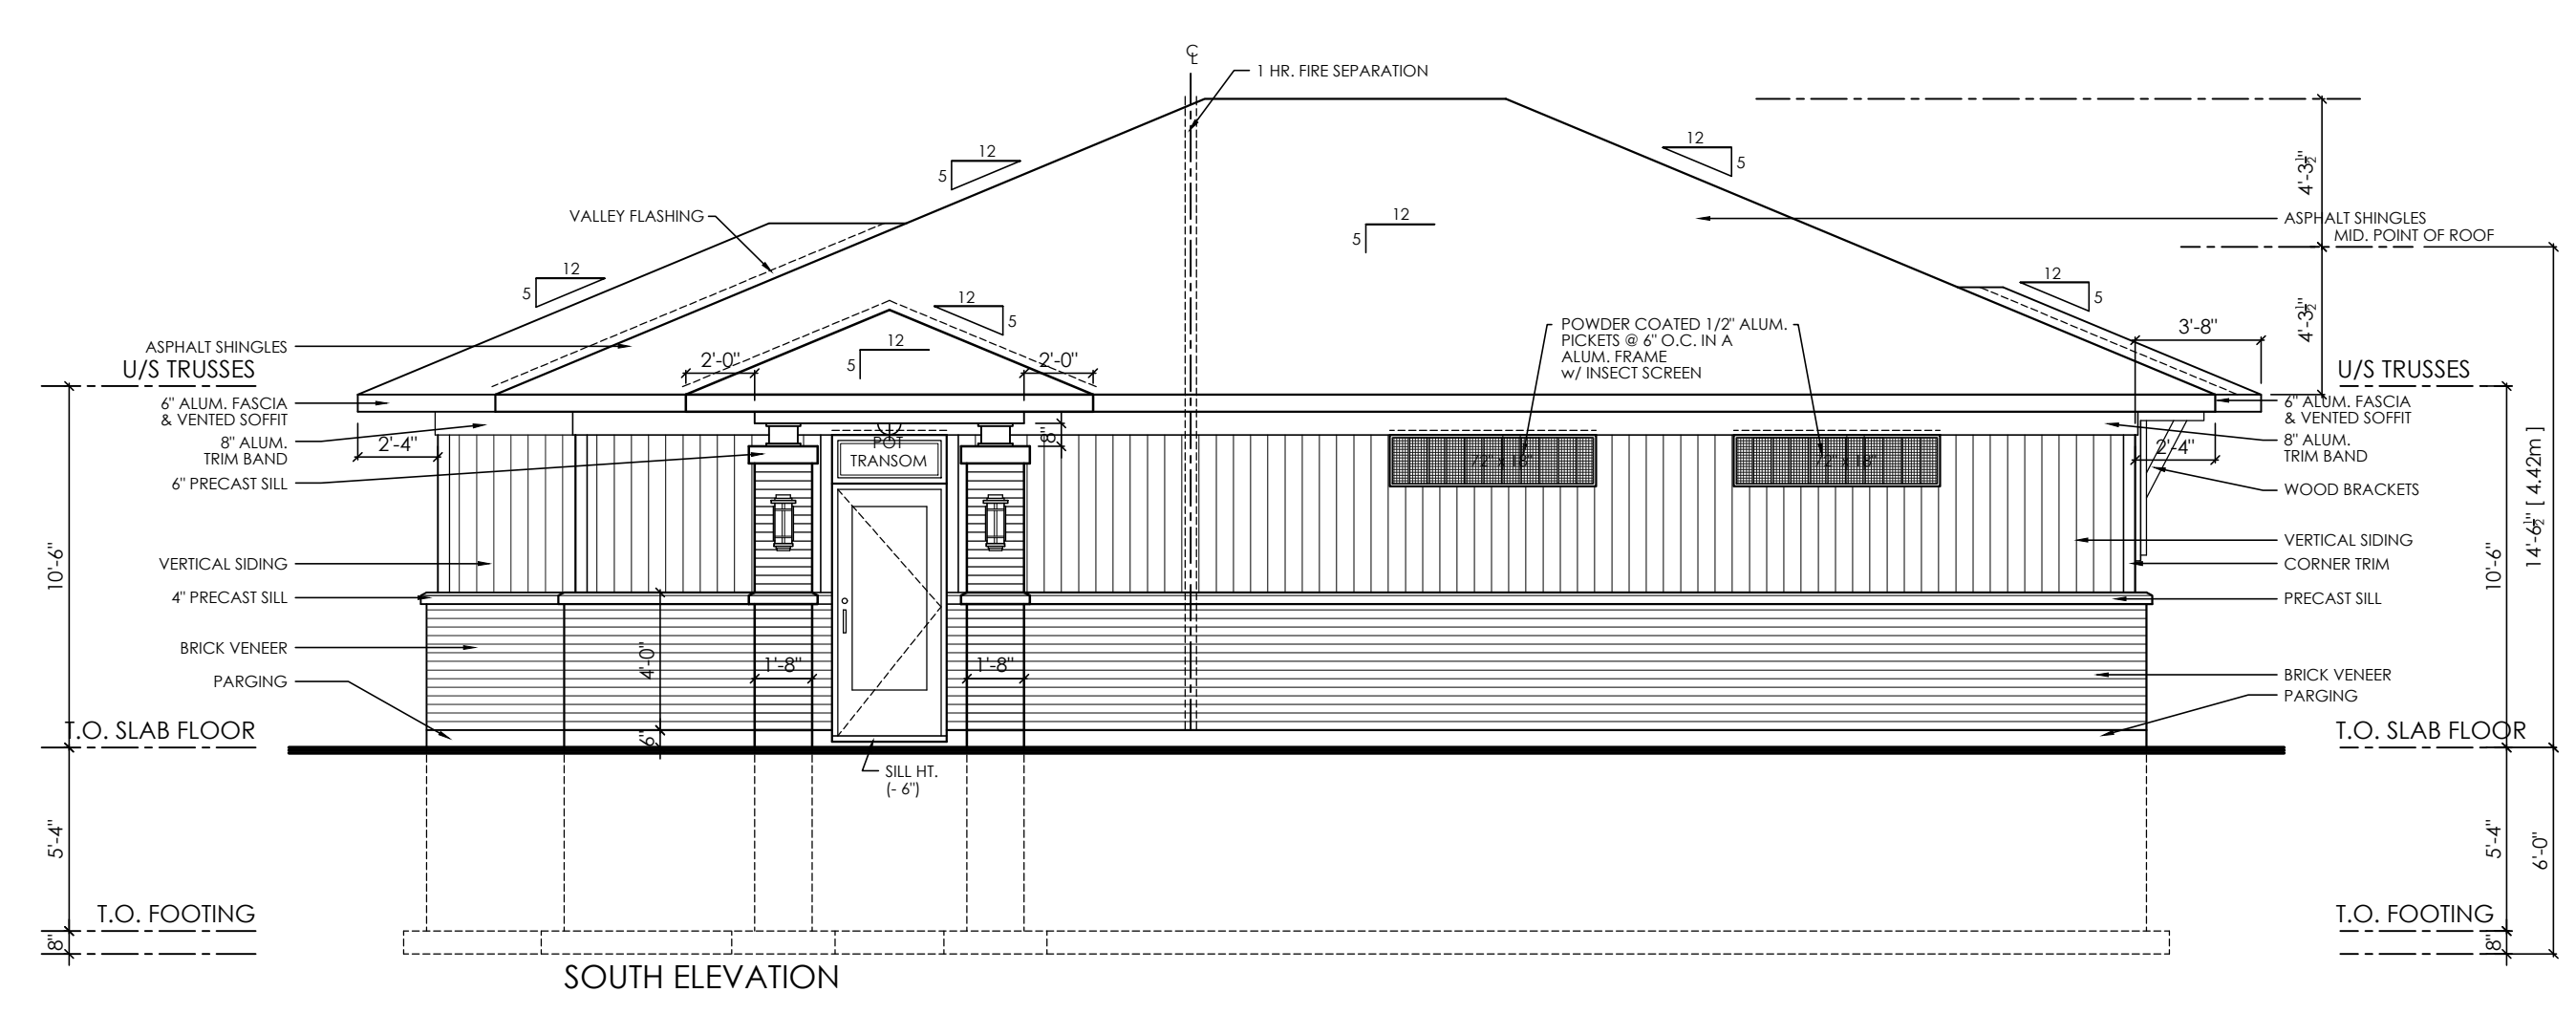 ℄
1 HR. FIRE SEPARATION
12
5
12
5
VALLEY FLASHING
12
5
12
5
12
5
12
5
12
5
4'-3½"
ASPHALT SHINGLES
MID. POINT OF ROOF
4'-3½"
3'-8"
ASPHALT SHINGLES
U/S TRUSSES
6" ALUM. FASCIA
& VENTED SOFFIT
8" ALUM.
TRIM BAND
2'-4"
6" PRECAST SILL
10'-6"
VERTICAL SIDING
4" PRECAST SILL
BRICK VENEER
PARGING
T.O. SLAB FLOOR
5'-4"
T.O. FOOTING
8"
12
5
2'-0"
2'-0"
8"
POT
TRANSOM
4'-0"
6"
1'-8"
1'-8"
SILL HT.
(- 6")
POWDER COATED 1/2" ALUM.
PICKETS @ 6" O.C. IN A
ALUM. FRAME
w/ INSECT SCREEN
72" x 18"
72" x 18"
U/S TRUSSES
6" ALUM. FASCIA
& VENTED SOFFIT
8" ALUM.
TRIM BAND
2'-4"
WOOD BRACKETS
VERTICAL SIDING
CORNER TRIM
PRECAST SILL
BRICK VENEER
PARGING
10'-6"
14'-6½" [ 4.42m ]
T.O. SLAB FLOOR
5'-4"
6'-0"
T.O. FOOTING
8"
SOUTH ELEVATION